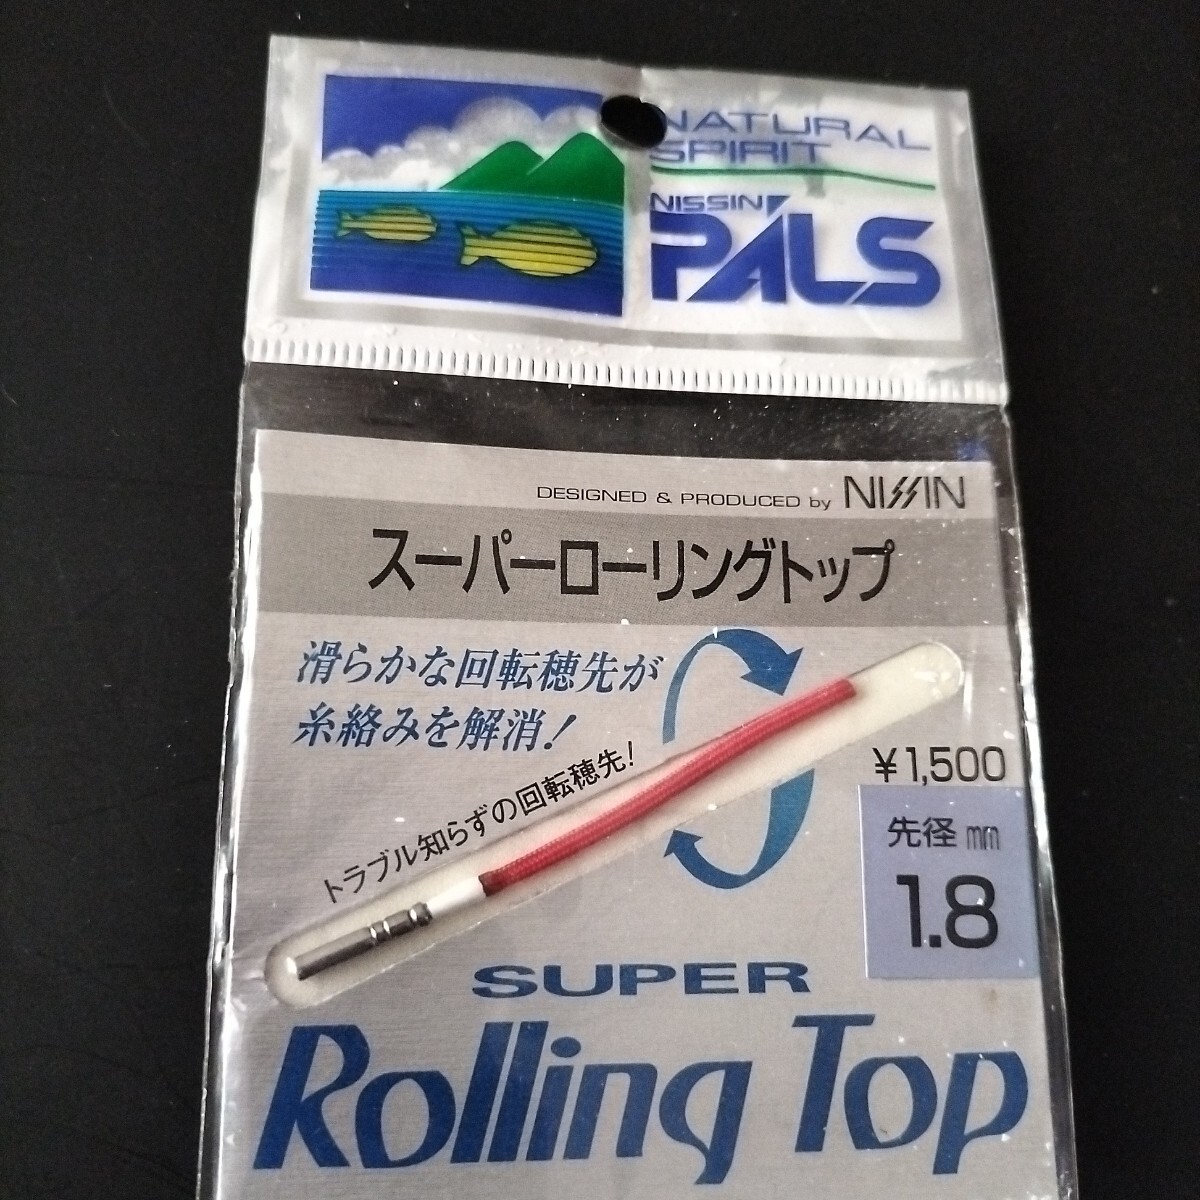 NATURAL
SPIRIT
NISSIN
PALS
DESIGNED & PRODUCED by NISSIN
スーパーローリングトップ
滑らかな回転穂先が
糸絡みを解消!
トラブル知らずの回転穂先!
¥1,500
先径 mm
1.8
SUPER
Rolling Top